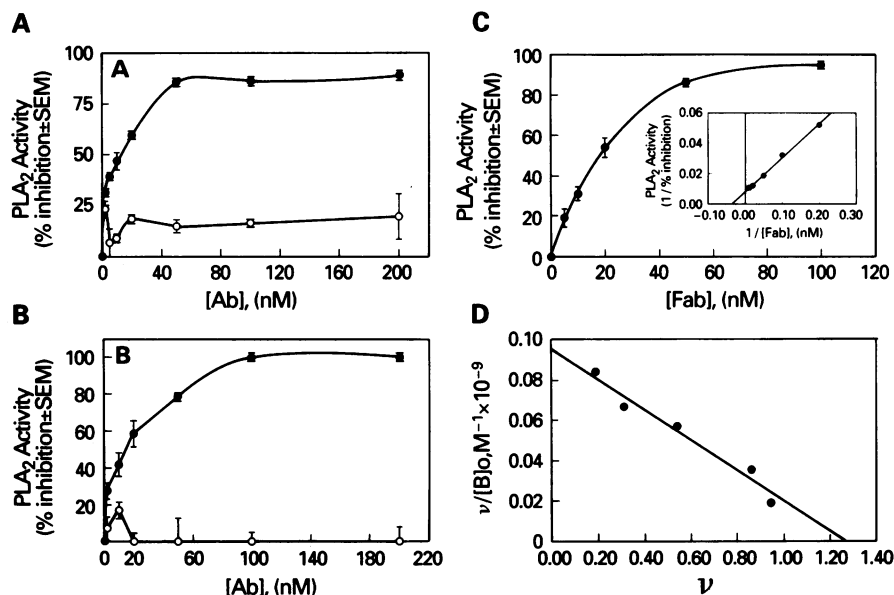 A
A
PLA2 Activity
(% inhibition±SEM)
100
75
50
25
0
40
80
120
160
200
[Ab], (nM)
B
B
PLA2 Activity
(% inhibition±SEM)
100
80
60
40
20
60
100
140
180
220
[Ab], (nM)
C
PLA2 Activity
(% inhibition±SEM)
100
80
60
40
20
0
0
20
40
60
80
100
120
[Fab], (nM)
PLA2 Activity
(1 / % inhibition)
0.06
0.04
0.02
0.00
-0.10
0.00
0.10
0.20
0.30
1 / [Fab], (nM)
D
ν/[B]o,M−1×10−9
0.10
0.08
0.06
0.04
0.02
0
0.00
0.20
0.40
0.60
0.80
1.00
1.20
1.40
ν